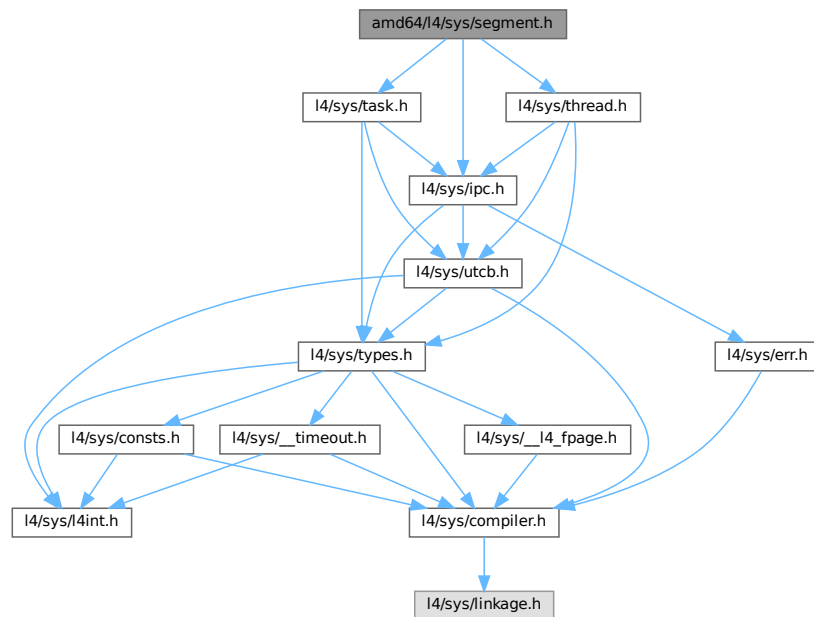 amd64/l4/sys/segment.h
l4/sys/task.h
l4/sys/thread.h
l4/sys/ipc.h
l4/sys/utcb.h
l4/sys/types.h
l4/sys/err.h
l4/sys/consts.h
l4/sys/__timeout.h
l4/sys/__l4_fpage.h
l4/sys/l4int.h
l4/sys/compiler.h
l4/sys/linkage.h